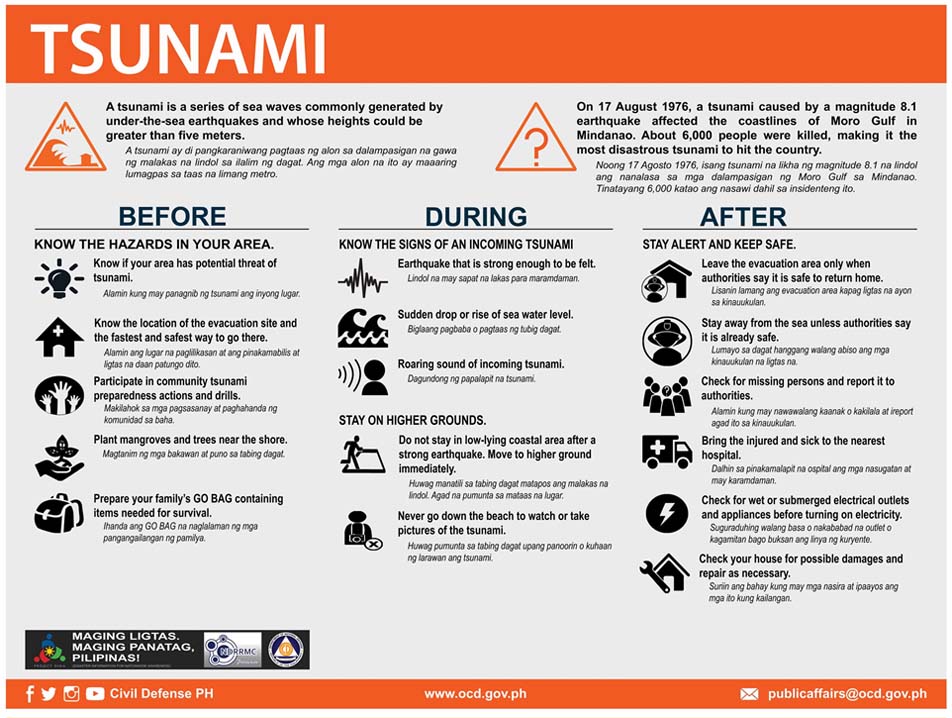 TSUNAMI
A tsunami is a series of sea waves commonly generated by
under-the-sea earthquakes and whose heights could be
greater than five meters.
A tsunami ay di pangkaraniwang pagtaas ng alon sa dalampasigan na gawa
ng malakas na lindol sa ilalim ng dagat. Ang mga alon na ito ay maaaring
lumagpas sa taas na limang metro.
?
On 17 August 1976, a tsunami caused by a magnitude 8.1
earthquake affected the coastlines of Moro Gulf in
Mindanao. About 6,000 people were killed, making it the
most disastrous tsunami to hit the country.
Noong 17 Agosto 1976, isang tsunami na likha ng magnitude 8.1 na lindol
ang nanalasa sa mga dalampasigan ng Moro Gulf sa Mindanao.
Tinatayang 6,000 katao ang nasawi dahil sa insidenteng ito.
BEFORE
KNOW THE HAZARDS IN YOUR AREA.
Know if your area has potential threat of
tsunami.
Alamin kung may panagnib ng tsunami ang inyong lugar.
Know the location of the evacuation site and
the fastest and safest way to go there.
Alamin ang lugar na paglilikasan at ang pinakamabilis at
ligtas na daan patungo dito.
Participate in community tsunami
preparedness actions and drills.
Makilahok sa mga pagsasanay at paghahanda ng
komunidad sa baha.
Plant mangroves and trees near the shore.
Magtanim ng mga bakawan at puno sa tabing dagat.
Prepare your family's GO BAG containing
items needed for survival.
Ihanda ang GO BAG na naglalaman ng mga
pangangailangan ng pamilya.
DURING
KNOW THE SIGNS OF AN INCOMING TSUNAMI
Earthquake that is strong enough to be felt.
Lindol na may sapat na lakas para maramdaman.
Sudden drop or rise of sea water level.
Biglaang pagbaba o pagtaas ng tubig dagat.
Roaring sound of incoming tsunami.
Dagundong ng papalapit na tsunami.
STAY ON HIGHER GROUNDS.
Do not stay in low-lying coastal area after a
strong earthquake. Move to higher ground
immediately.
Huwag manatili sa tabing dagat matapos ang malakas na
lindol. Agad na pumunta sa mataas na lugar.
Never go down the beach to watch or take
pictures of the tsunami.
Huwag pumunta sa tabing dagat upang panoorin o kuhaan
ng larawan ang tsunami.
AFTER
STAY ALERT AND KEEP SAFE.
Leave the evacuation area only when
authorities say it is safe to return home.
Lisanin lamang ang evacuation area kapag ligtas na ayon
sa kinauukulan.
Stay away from the sea unless authorities say
it is already safe.
Lumayo sa dagat hanggang walang abiso ang mga
kinauukulan na ligtas na.
Check for missing persons and report it to
authorities.
Alamin kung may nawawalang kaanak o kakilala at ireport
agad ito sa kinauukulan.
Bring the injured and sick to the nearest
hospital.
Dalhin sa pinakamalapit na ospital ang mga nasugatan at
may karamdaman.
Check for wet or submerged electrical outlets
and appliances before turning on electricity.
Suguraduhing walang basa o nakababad na outlet o
kagamitan bago buksan ang linya ng kuryente.
Check your house for possible damages and
repair as necessary.
Suriin ang bahay kung may mga nasira at ipaayos ang
mga ito kung kailangan.
MAGING LIGTAS.
MAGING PANATAG,
PILIPINAS!
NDRRMC
Civil Defense PH
www.ocd.gov.ph
publicaffairs@ocd.gov.ph